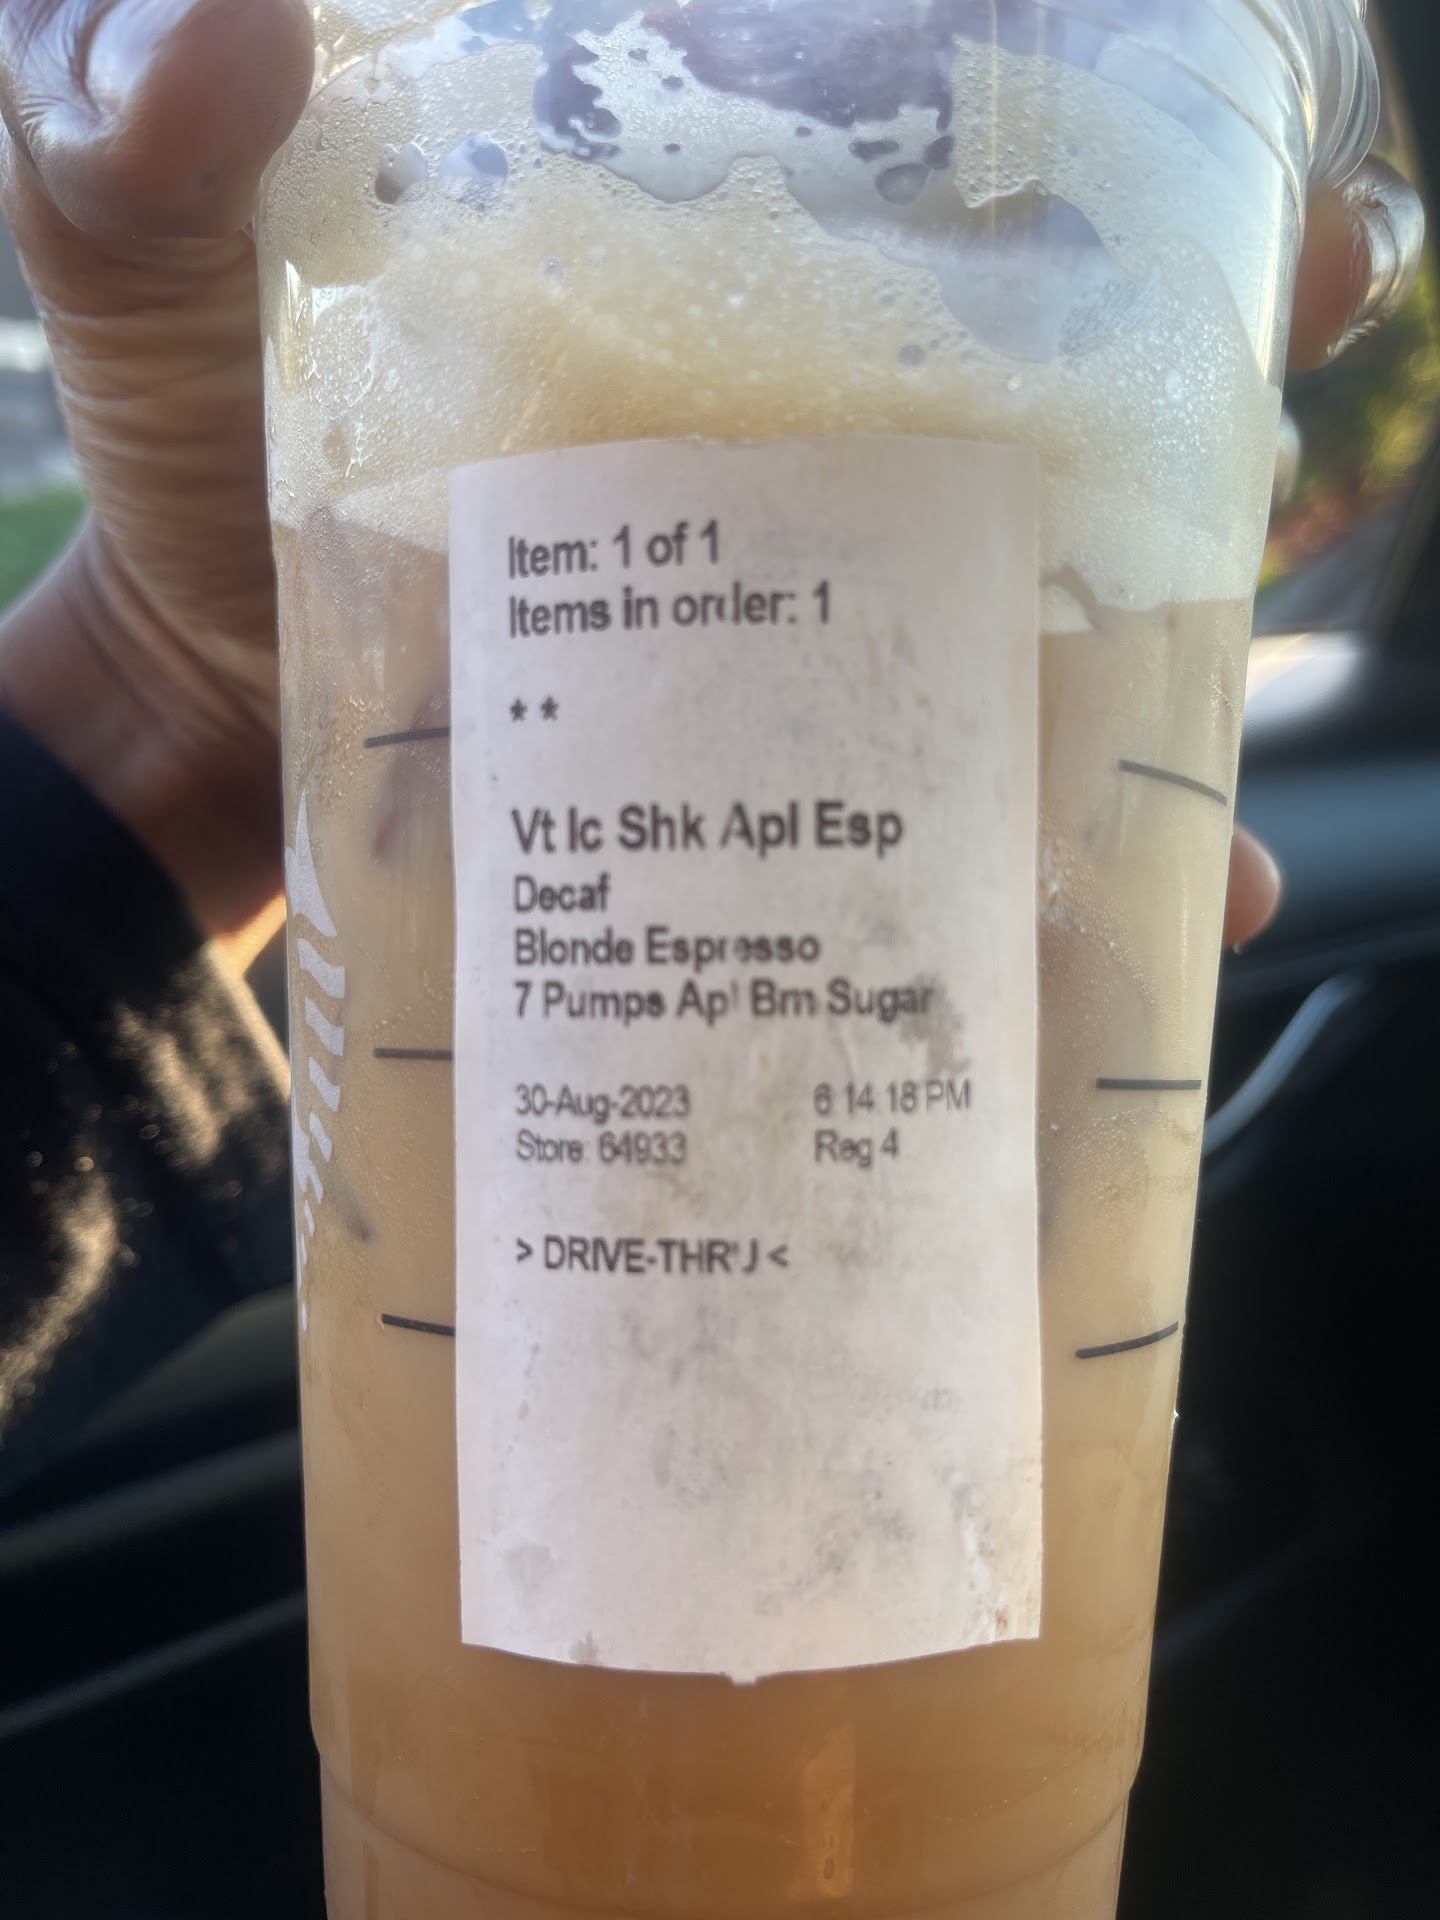 Item: 1 of 1
Items in order: 1
* *
Vt Ic Shk Apl Esp
Decaf
Blonde Espresso
7 Pumps Apl Brn Sugar
30-Aug-2023 6:14:18 PM
Store: 64933 Reg 4
> DRIVE-THRU <